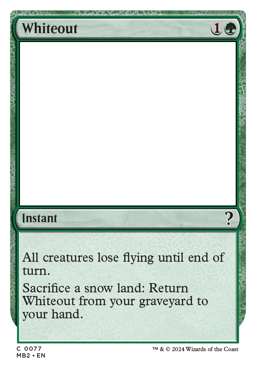 Whiteout 1
Instant ?
All creatures lose flying until end of
turn.
Sacrifice a snow land: Return
Whiteout from your graveyard to
your hand.
C 0077
MB2 • EN
™ & © 2024 Wizards of the Coast